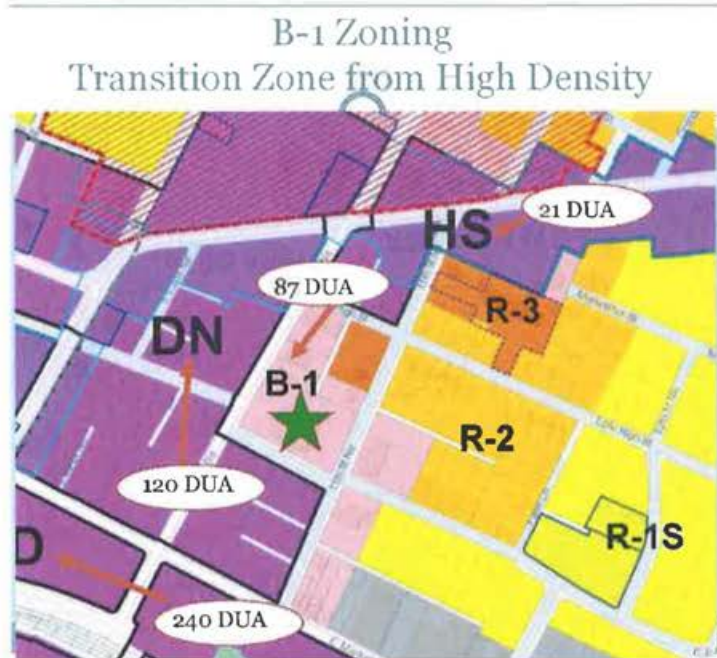 B-1 Zoning
Transition Zone from High Density
21 DUA
HS
87 DUA
R-3
DN
B-1
R-2
120 DUA
R-1S
D
240 DUA